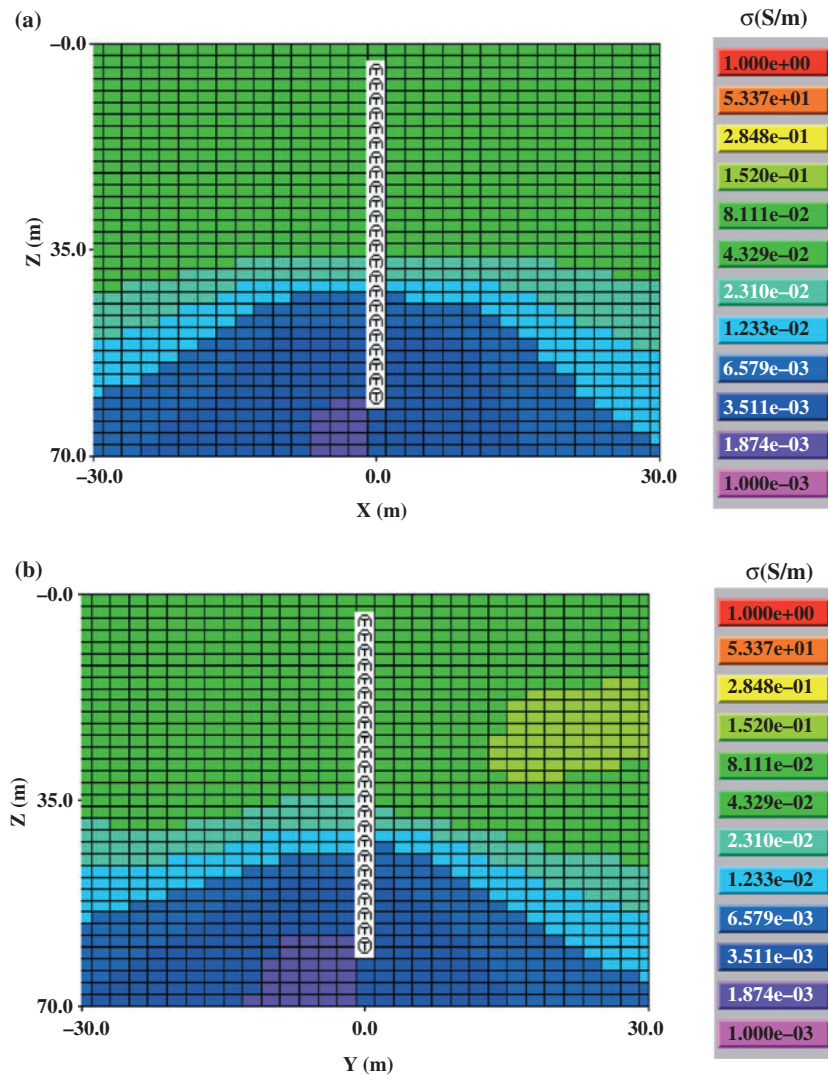 (a)
σ(S/m)
–0.0
35.0
70.0
Z (m)
–30.0 0.0 30.0
X (m)
1.000e+00
5.337e+01
2.848e–01
1.520e–01
8.111e–02
4.329e–02
2.310e–02
1.233e–02
6.579e–03
3.511e–03
1.874e–03
1.000e–03
(b)
σ(S/m)
–0.0
35.0
70.0
Z (m)
–30.0 0.0 30.0
Y (m)
1.000e+00
5.337e+01
2.848e–01
1.520e–01
8.111e–02
4.329e–02
2.310e–02
1.233e–02
6.579e–03
3.511e–03
1.874e–03
1.000e–03